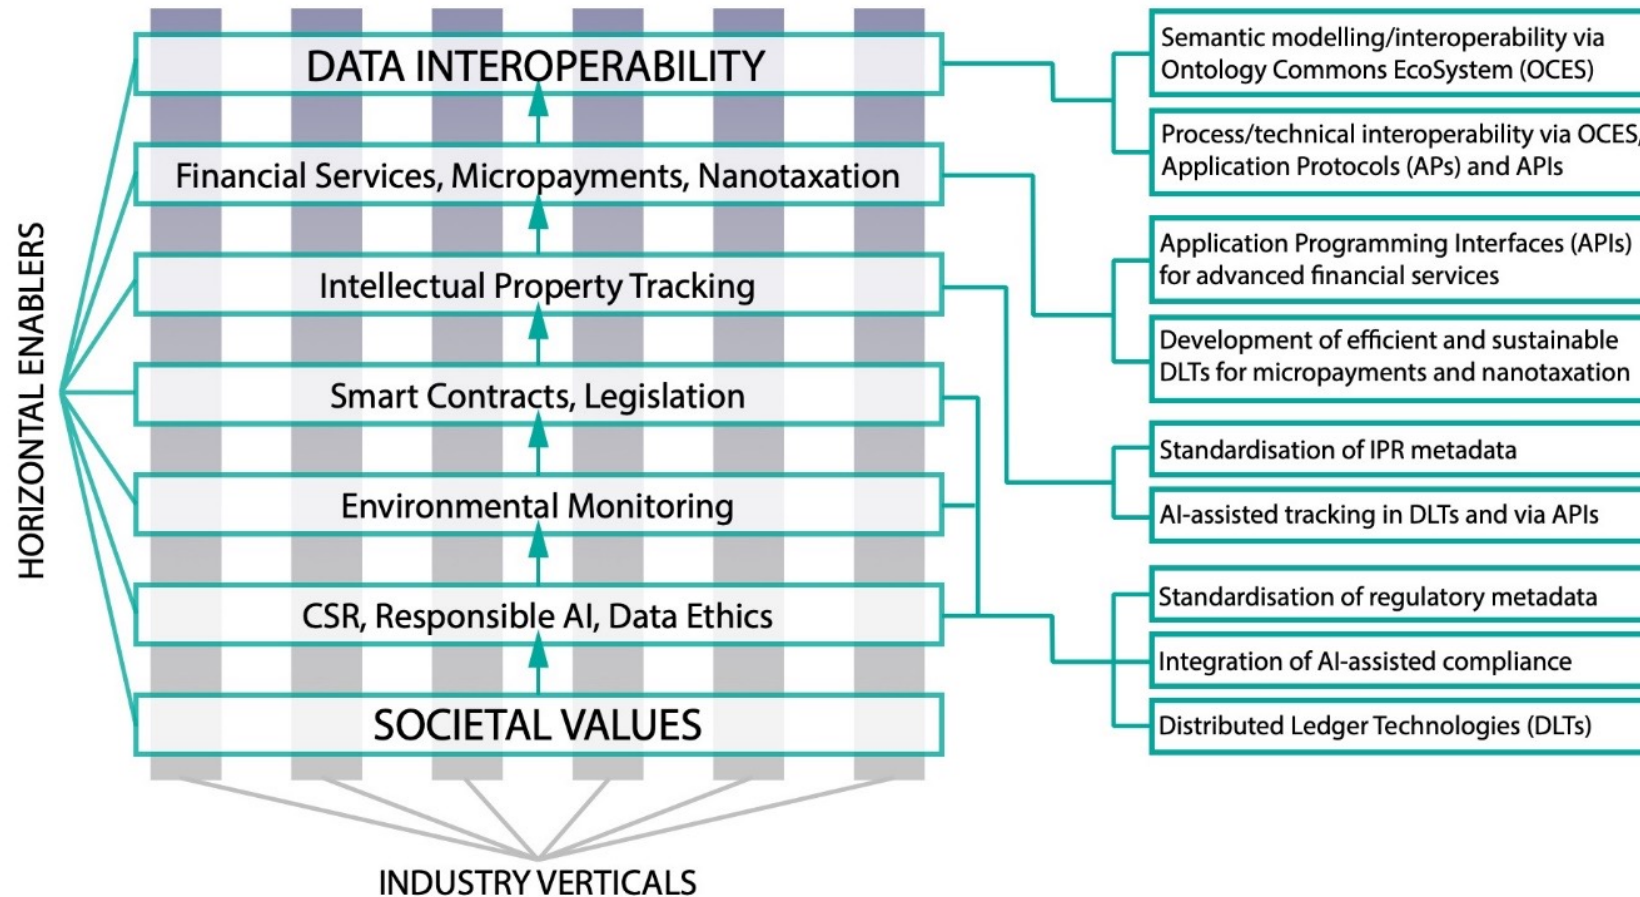 HORIZONTAL ENABLERS
DATA INTEROPERABILITY
Financial Services, Micropayments, Nanotaxation
Intellectual Property Tracking
Smart Contracts, Legislation
Environmental Monitoring
CSR, Responsible AI, Data Ethics
SOCIETAL VALUES
INDUSTRY VERTICALS
Semantic modelling/interoperability via
Ontology Commons EcoSystem (OCES)
Process/technical interoperability via OCES,
Application Protocols (APs) and APIs
Application Programming Interfaces (APIs)
for advanced financial services
Development of efficient and sustainable
DLTs for micropayments and nanotaxation
Standardisation of IPR metadata
AI-assisted tracking in DLTs and via APIs
Standardisation of regulatory metadata
Integration of AI-assisted compliance
Distributed Ledger Technologies (DLTs)